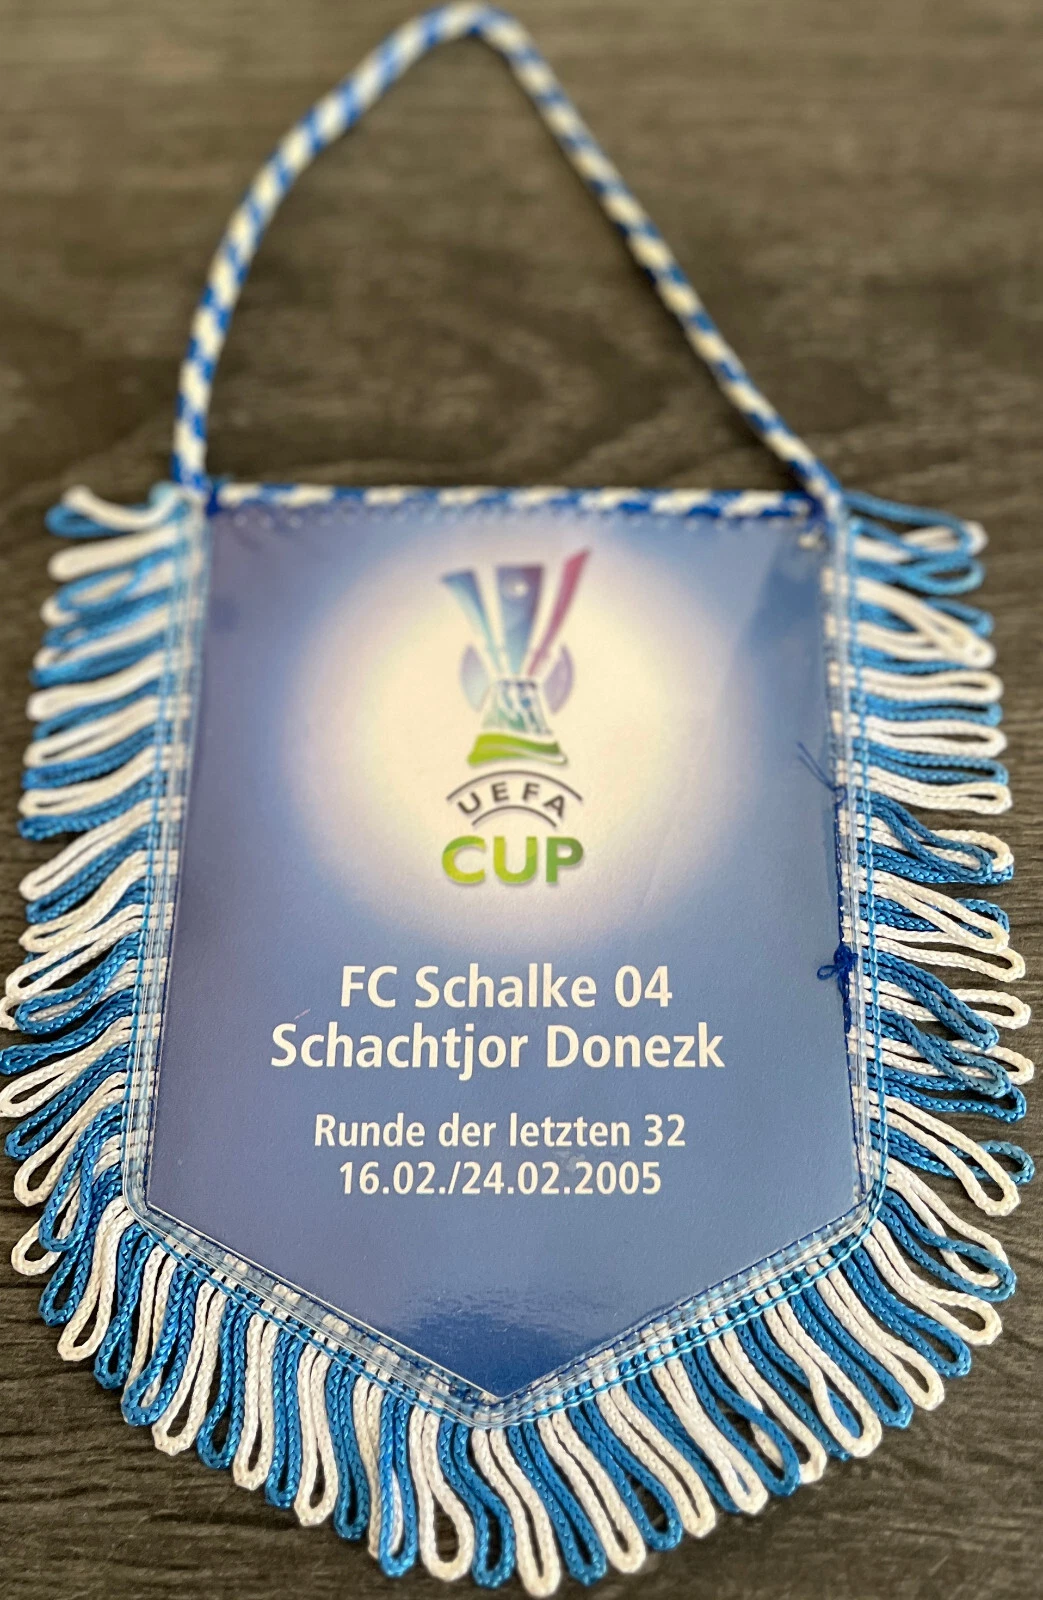 UEFA
CUP
FC Schalke 04
Schachtjor Donezk
Runde der letzten 32
16.02./24.02.2005